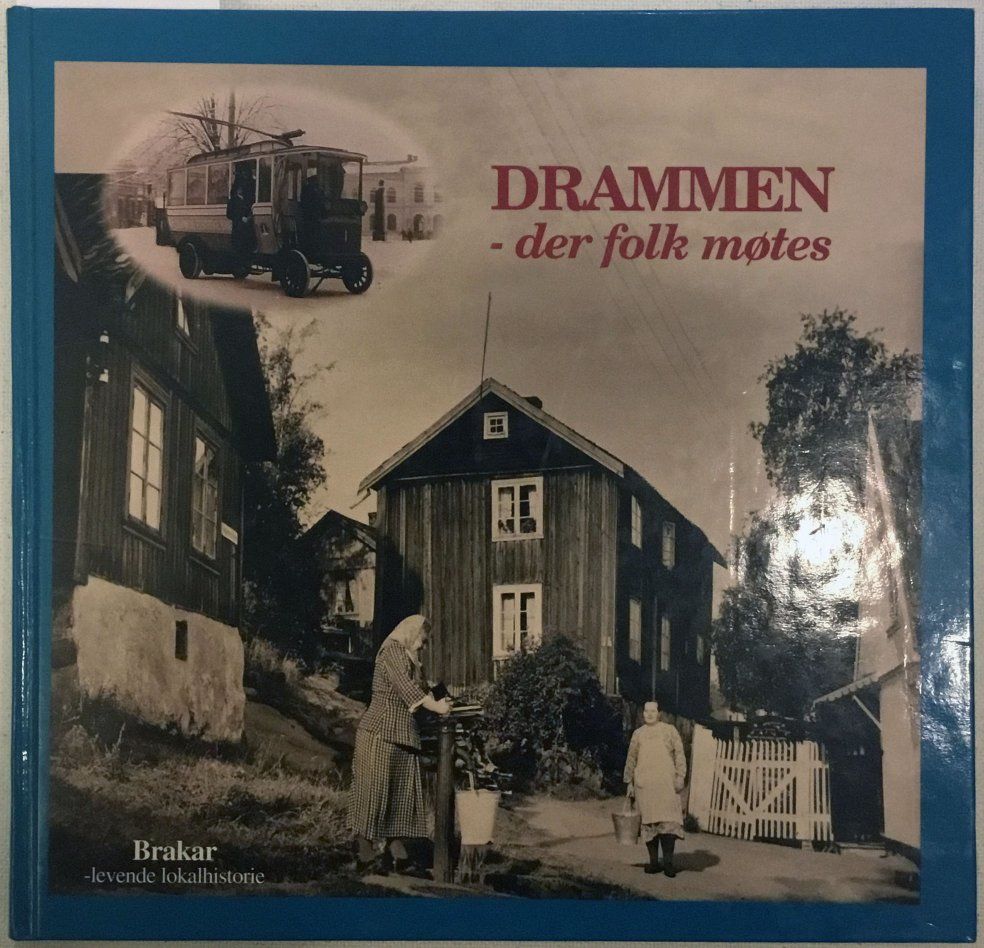 DRAMMEN
- der folk møtes
Brakar
-levende lokalhistorie